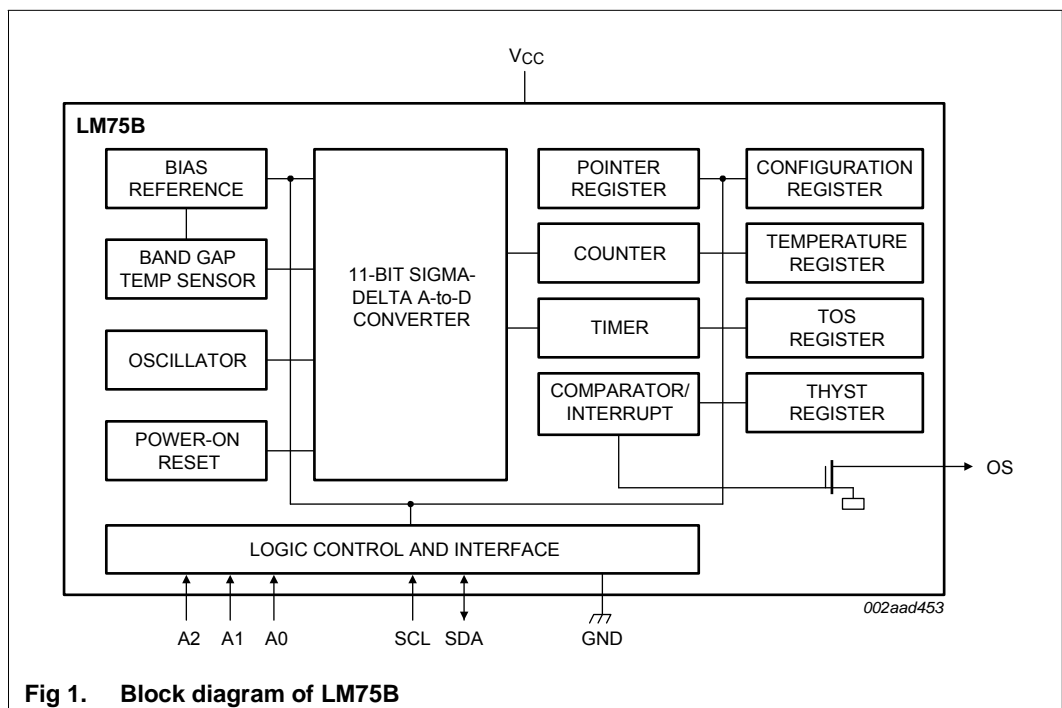 VCC
LM75B
BIAS
REFERENCE
BAND GAP
TEMP SENSOR
OSCILLATOR
POWER-ON
RESET
11-BIT SIGMA-
DELTA A-to-D
CONVERTER
POINTER
REGISTER
COUNTER
TIMER
COMPARATOR/
INTERRUPT
CONFIGURATION
REGISTER
TEMPERATURE
REGISTER
TOS
REGISTER
THYST
REGISTER
OS
LOGIC CONTROL AND INTERFACE
002aad453
A2 A1 A0 SCL SDA GND
Fig 1. Block diagram of LM75B